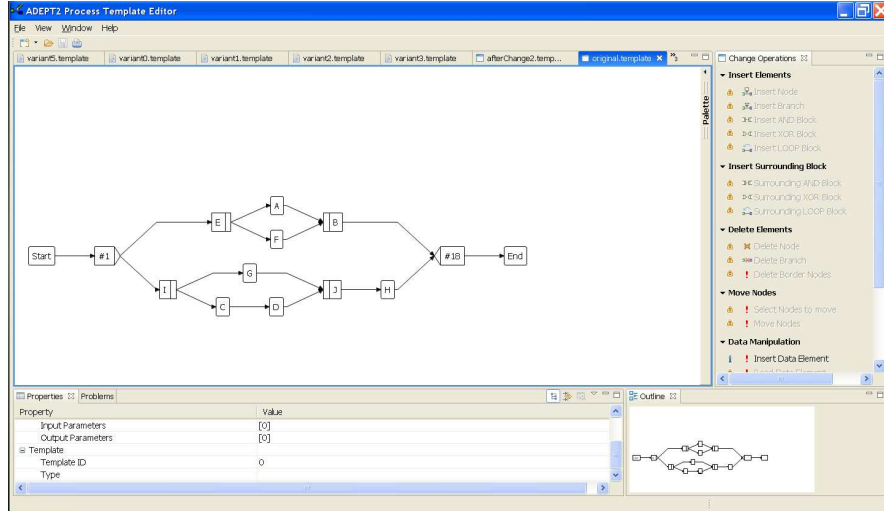 ADEPT2 Process Template Editor
File View Window Help
variant5.template variant0.template variant1.template variant2.template variant3.template afterChange2.temp... original.template
Change Operations
Palette
Insert Elements
Insert Node
Insert Branch
Insert AND Block
Insert XOR Block
Insert LOOP Block
Insert Surrounding Block
Surrounding AND Block
Surrounding XOR Block
Surrounding LOOP Block
Delete Elements
Delete Node
Delete Branch
Delete Border Nodes
Move Nodes
Select Nodes to move
Move Nodes
Data Manipulation
Insert Data Element
A
E B
F
Start #1 #18 End
G
I J H
C D
Properties Problems
Outline
Property Value
Input Parameters [0]
Output Parameters [0]
Template
Template ID 0
Type